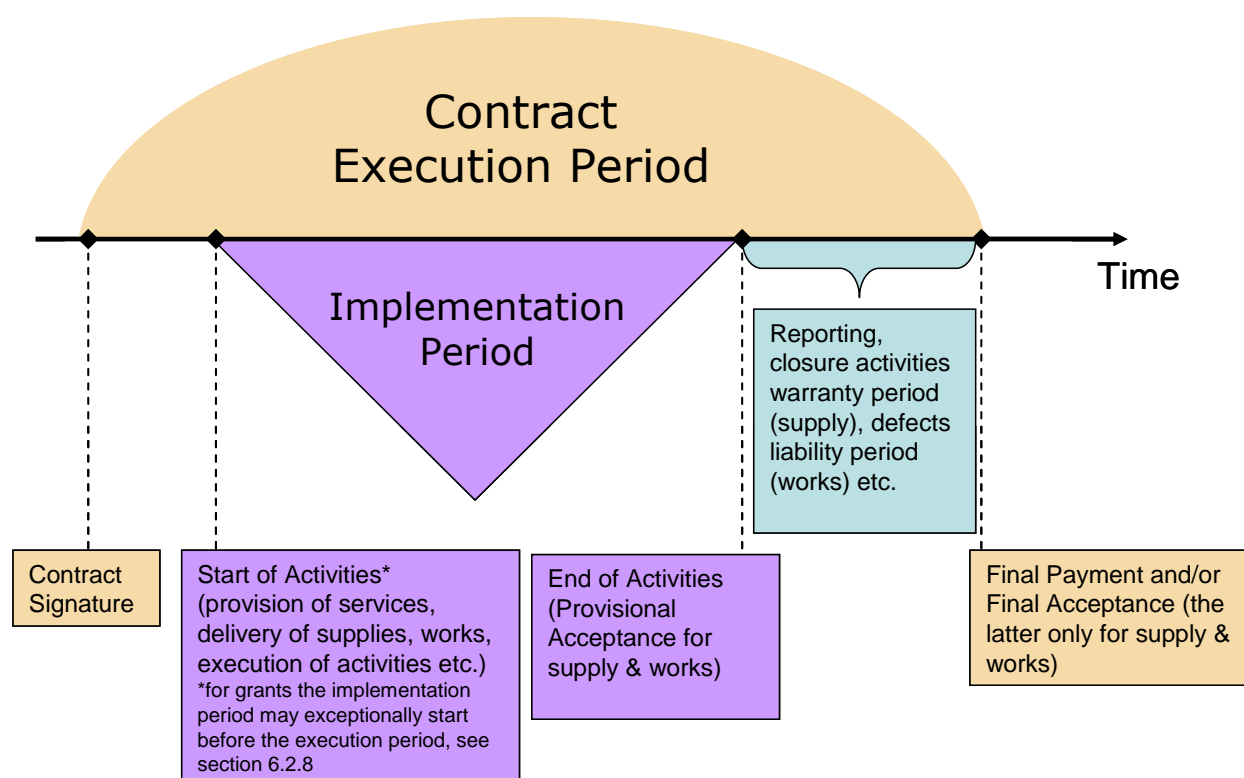 Contract
Execution Period
Time
Implementation
Period
Reporting,
closure activities
warranty period
(supply), defects
liability period
(works) etc.
Contract
Signature
Start of Activities*
(provision of services,
delivery of supplies, works,
execution of activities etc.)
*for grants the implementation
period may exceptionally start
before the execution period, see
section 6.2.8
End of Activities
(Provisional
Acceptance for
supply & works)
Final Payment and/or
Final Acceptance (the
latter only for supply &
works)